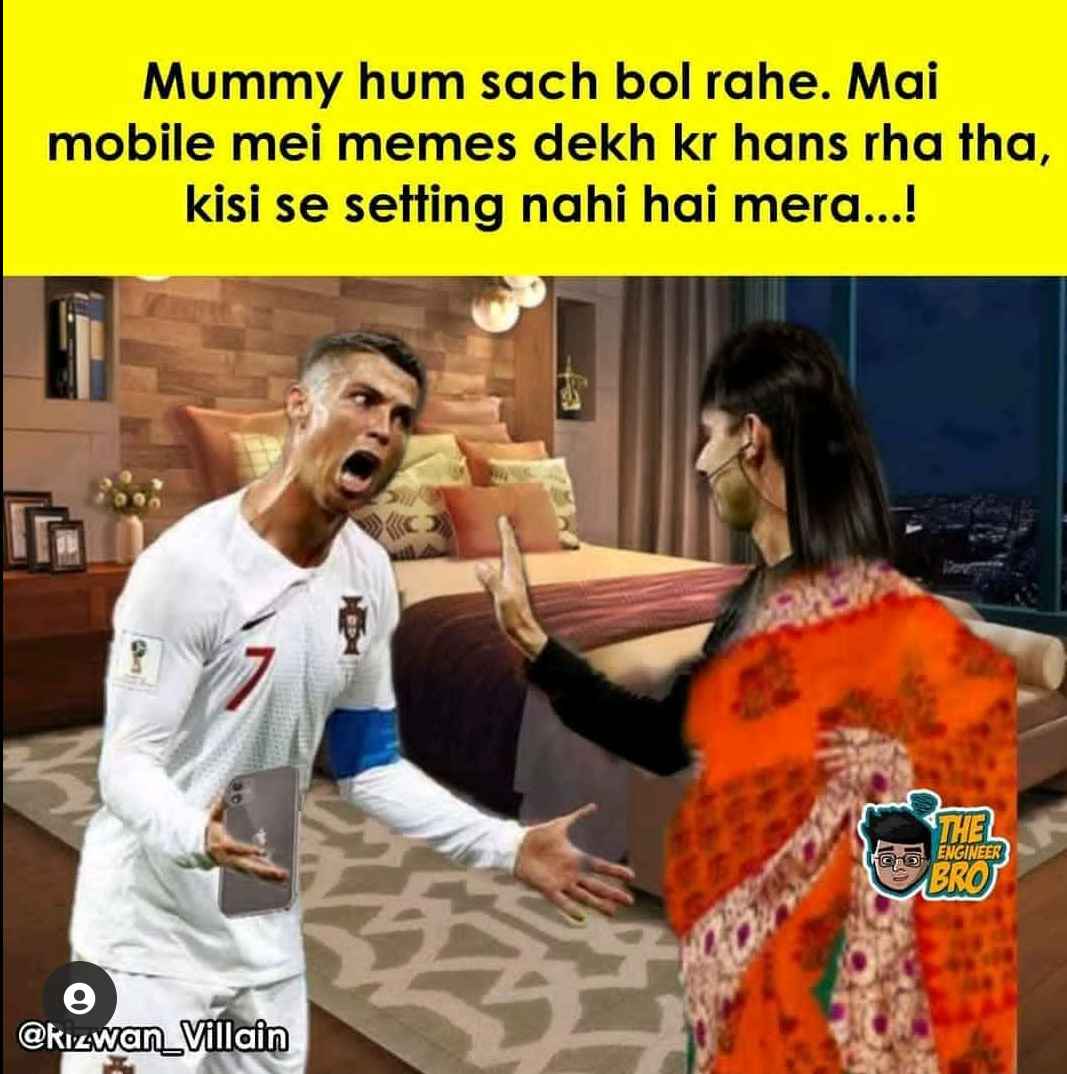 Mummy hum sach bol rahe. Mai
mobile mei memes dekh kr hans rha tha,
kisi se setting nahi hai mera...!
7
THE
ENGINEER
BRO
@Rizwan_Villain